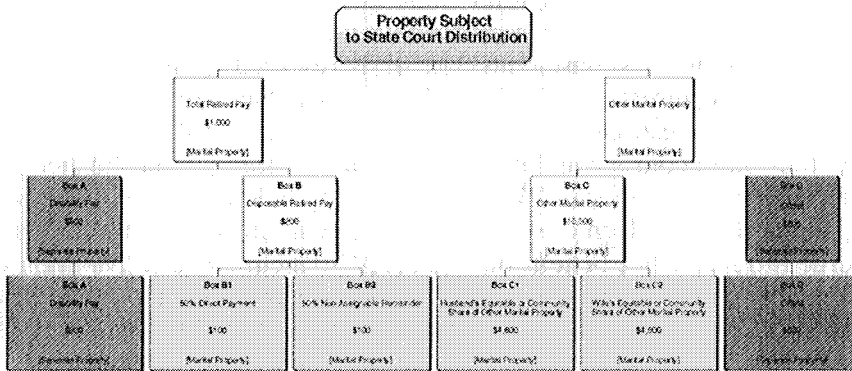 Property Subject
to State Court Distribution
Total Retired Pay
$1,000
[Marital Property]
Other Marital Property
[Marital Property]
Box A
Disability Pay
[Separate Property]
Box B
Disposable Retired Pay
$200
[Marital Property]
Box C
Other Marital Property
[Marital Property]
Box D
[Separate Property]
Box A
Disability Pay
[Separate Property]
Box B1
50% Direct Payment
$100
[Marital Property]
Box B2
50% Non Assignable Remainder
$100
[Marital Property]
Box C1
Husband's Equitable or Community
Share of Other Marital Property
[Marital Property]
Box C2
Wife's Equitable or Community
Share of Other Marital Property
[Marital Property]
Box D
[Separate Property]